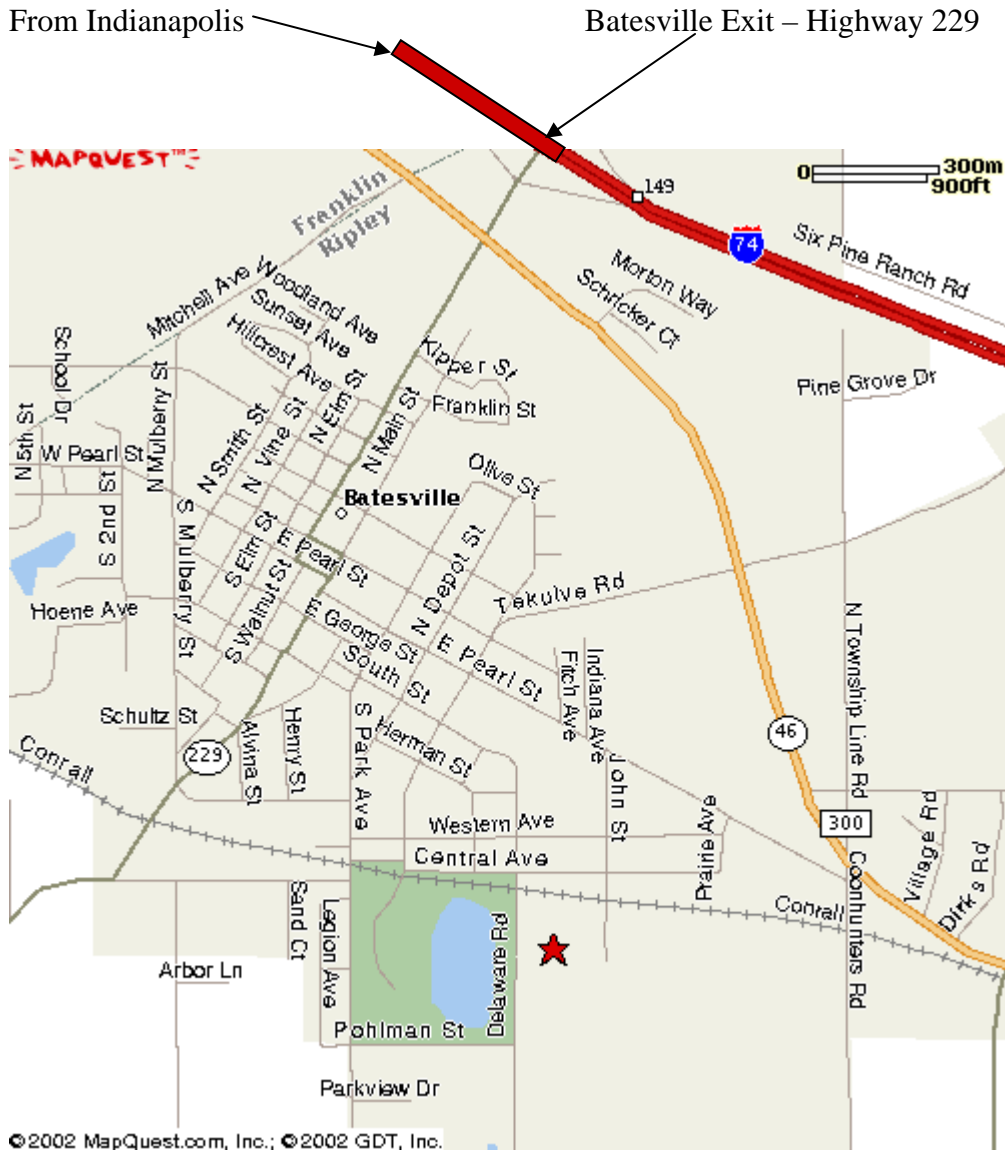 From Indianapolis
Batesville Exit – Highway 229
MAPQUEST™
0 300m
900ft
149
Franklin
Ripley
74
Six Pine Ranch Rd
Morton Way
Schricker Ct
Mitchell Ave
Woodland Ave
Sunset Ave
Hillcrest Ave
School Dr
N Mulberry St
N 5th St
W Pearl St
S 2nd St
N Smith St
N Vine St
N Elm St
N Main St
Kipper St
Franklin St
Pine Grove Dr
Olive St
Batesville
S Mulberry St
S Elm St
S Walnut St
E Pearl St
N Depot St
Tekulve Rd
Hoene Ave
E George St
E Pearl St
South St
Fitch Ave
Indiana Ave
N Township Line Rd
Schultz St
Conrall
229
Alvina St
Henry St
S Park Ave
Herman St
John St
46
300
Western Ave
Central Ave
Prairie Ave
Village Rd
Dirks Rd
Conrall
Coonhunters Rd
Sand Ct
Legion Ave
Delaware Rd
Arbor Ln
Pohlman St
Parkview Dr
©2002 MapQuest.com, Inc.; ©2002 GDT, Inc.